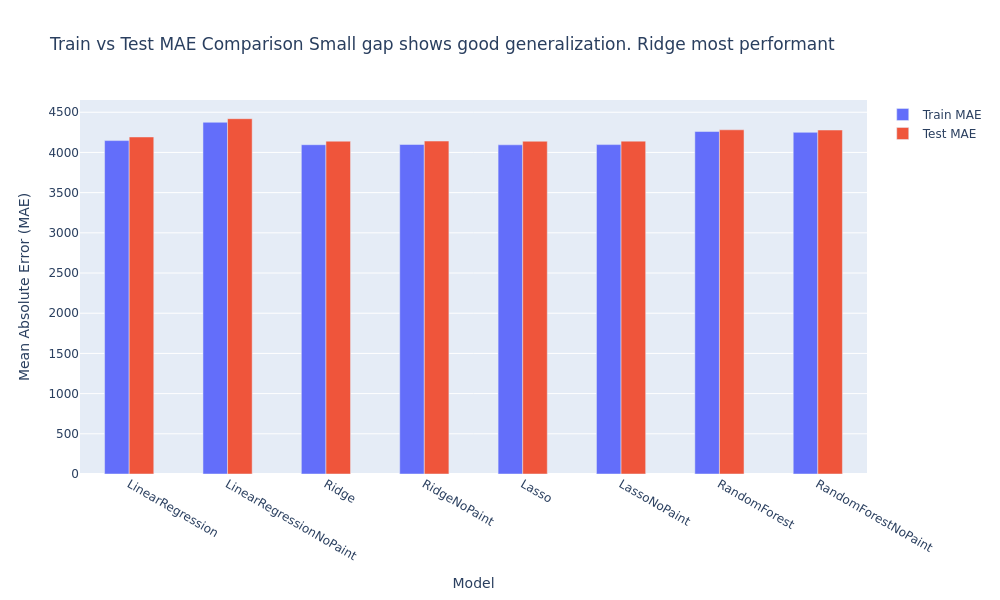 Train vs Test MAE Comparison Small gap shows good generalization. Ridge most performant
Train MAE
Test MAE
Mean Absolute Error (MAE)
4500
4000
3500
3000
2500
2000
1500
1000
500
0
LinearRegression
LinearRegressionNoPaint
Ridge
RidgeNoPaint
Lasso
LassoNoPaint
RandomForest
RandomForestNoPaint
Model